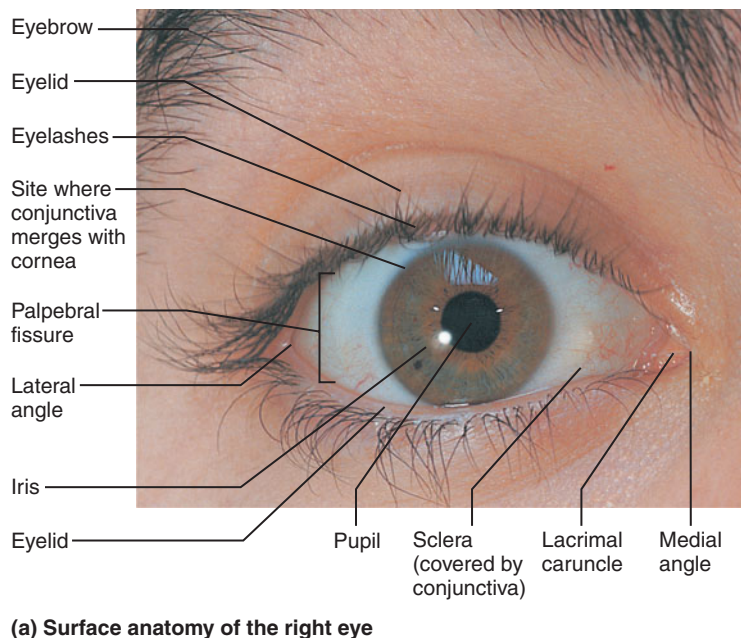 Eyebrow
Eyelid
Eyelashes
Site where
conjunctiva
merges with
cornea
Palpebral
fissure
Lateral
angle
Iris
Eyelid
Pupil
Sclera
(covered by
conjunctiva)
Lacrimal
caruncle
Medial
angle
(a) Surface anatomy of the right eye